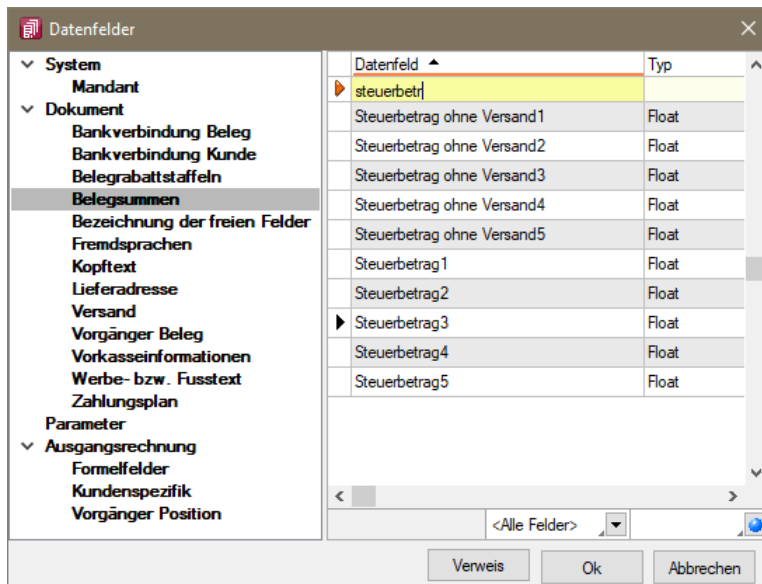 Datenfelder
System
Mandant
Dokument
Bankverbindung Beleg
Bankverbindung Kunde
Belegrabattstaffeln
Belegsummen
Bezeichnung der freien Felder
Fremdsprachen
Kopftext
Lieferadresse
Versand
Vorgänger Beleg
Vorkasseinformationen
Werbe- bzw. Fusstext
Zahlungsplan
Parameter
Ausgangsrechnung
Formelfelder
Kundenspezifik
Vorgänger Position
Datenfeld Typ
steuerbetr
Steuerbetrag ohne Versand1 Float
Steuerbetrag ohne Versand2 Float
Steuerbetrag ohne Versand3 Float
Steuerbetrag ohne Versand4 Float
Steuerbetrag ohne Versand5 Float
Steuerbetrag1 Float
Steuerbetrag2 Float
Steuerbetrag3 Float
Steuerbetrag4 Float
Steuerbetrag5 Float
<Alle Felder>
Verweis Ok Abbrechen